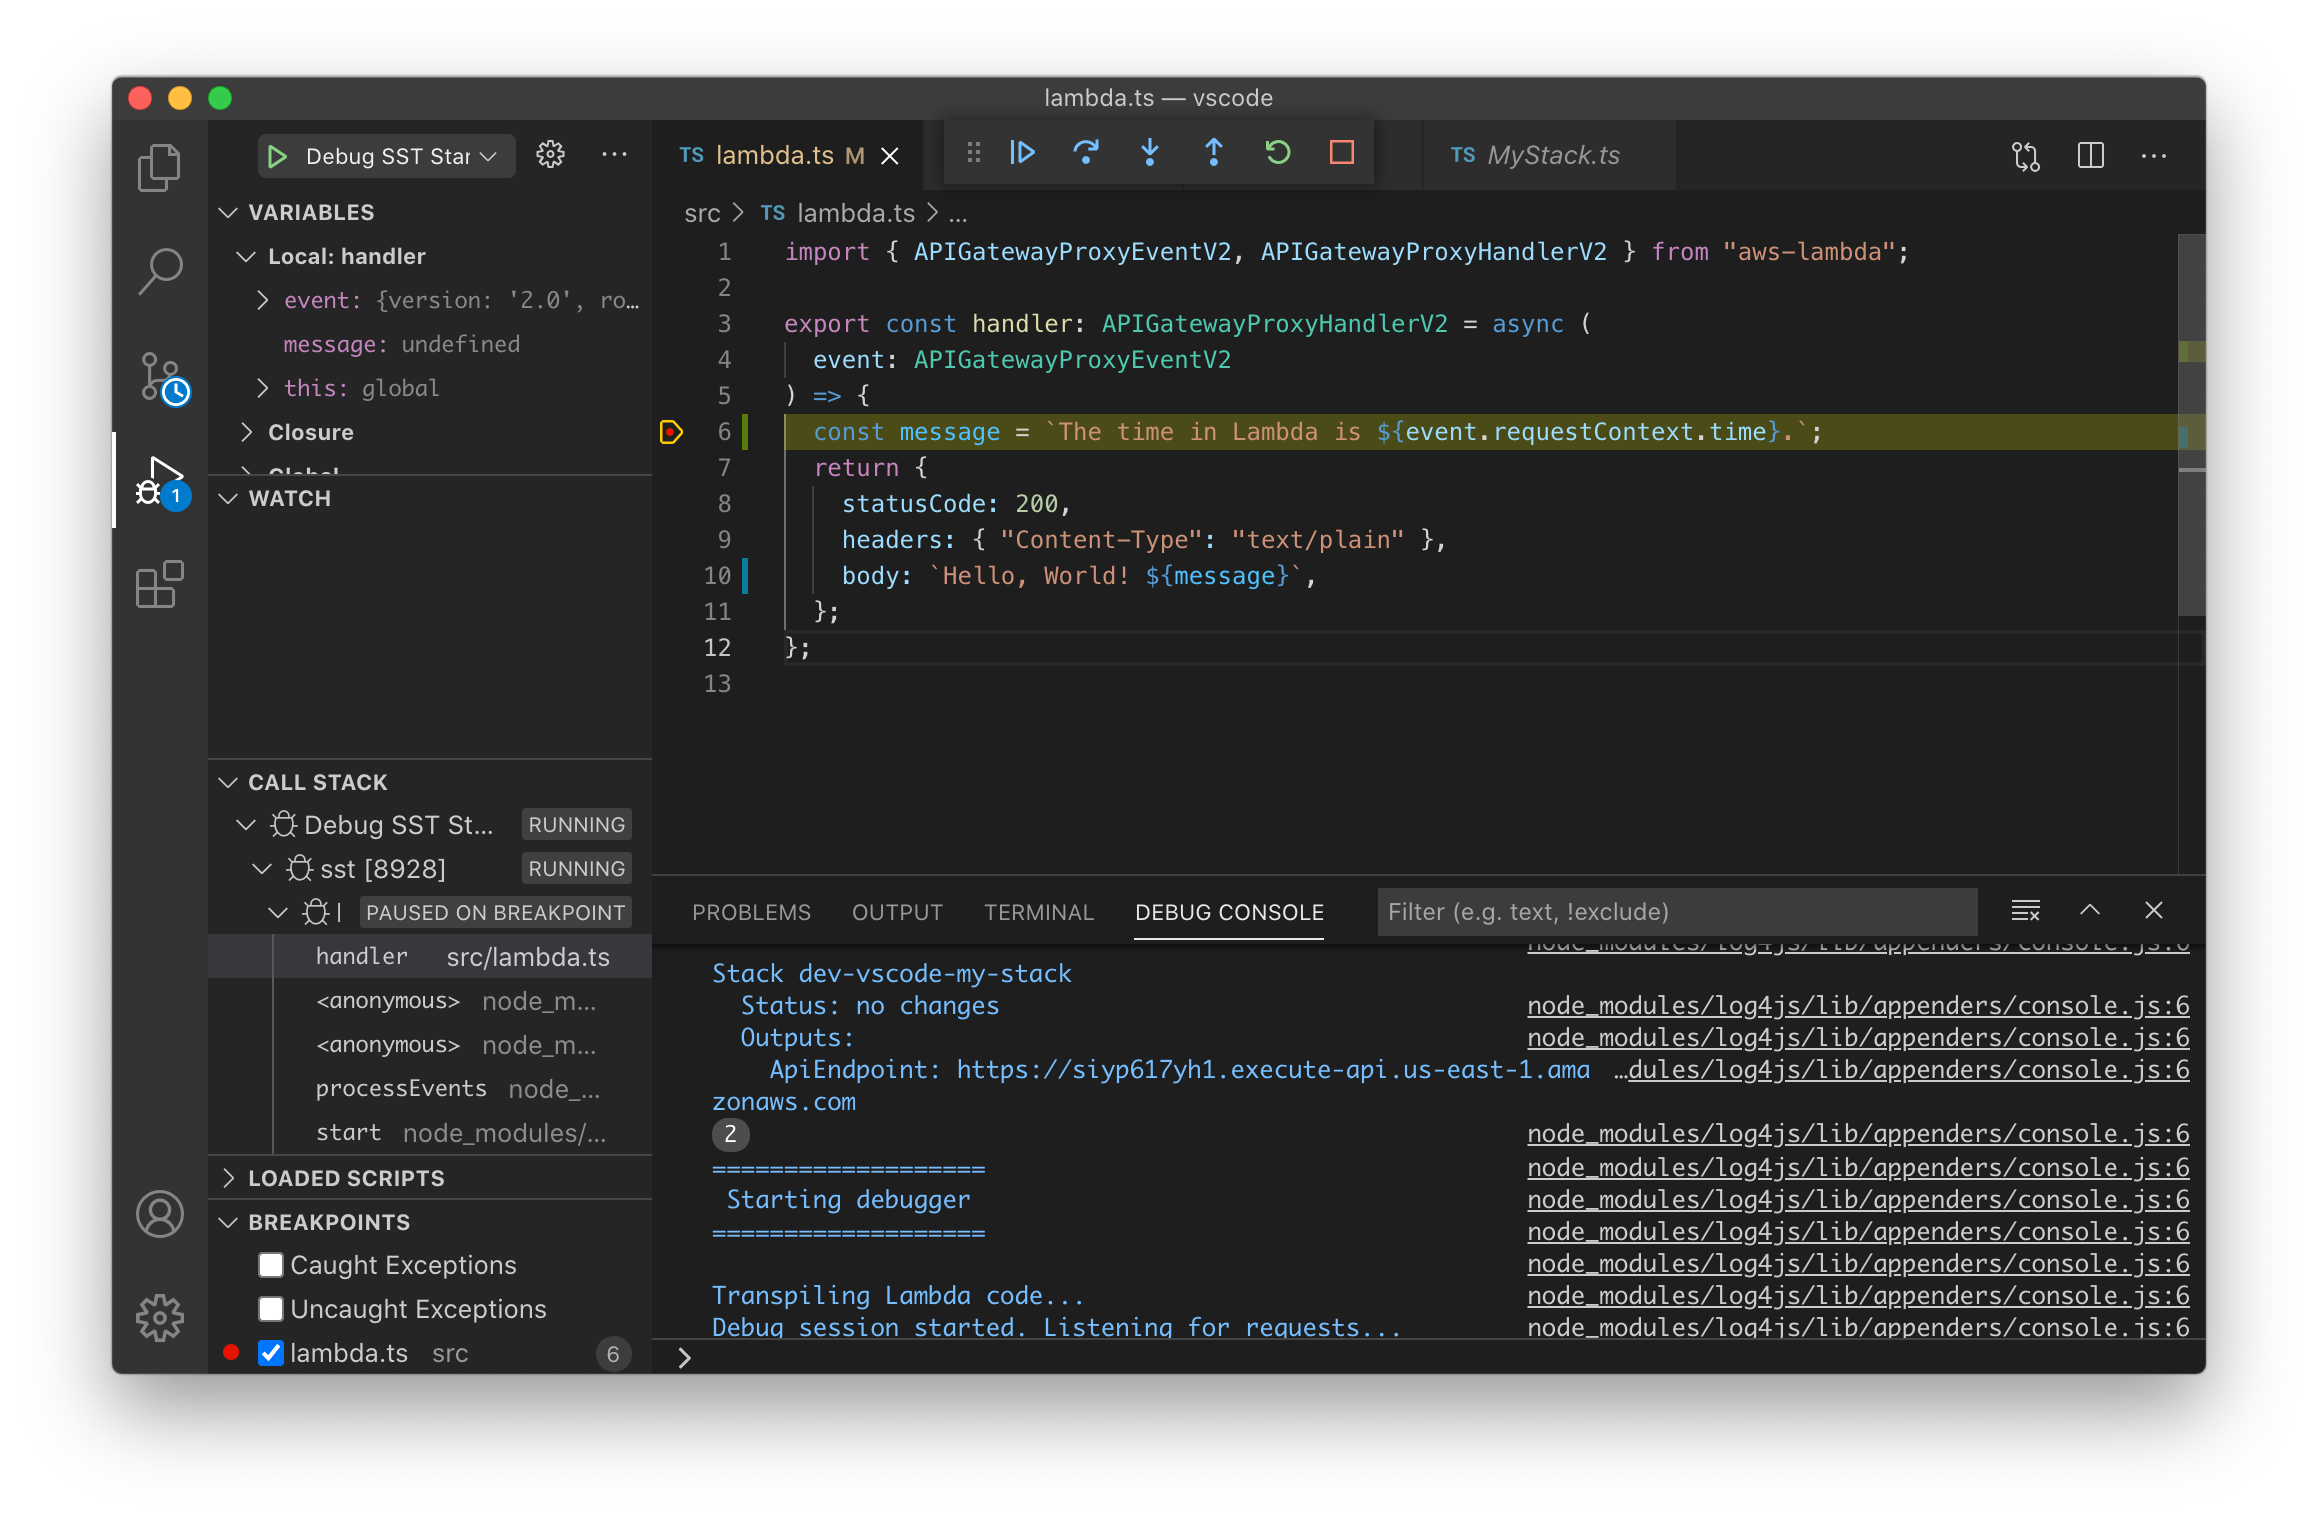 lambda.ts — vscode
Debug SST Star
VARIABLES
Local: handler
event: {version: '2.0', ro…
message: undefined
this: global
Closure
Global
WATCH
CALL STACK
Debug SST St... RUNNING
sst [8928] RUNNING
PAUSED ON BREAKPOINT
handler src/lambda.ts
<anonymous> node_m...
<anonymous> node_m...
processEvents node_...
start node_modules/...
LOADED SCRIPTS
BREAKPOINTS
Caught Exceptions
Uncaught Exceptions
lambda.ts src 6
1
TS lambda.ts M
TS MyStack.ts
src > TS lambda.ts > ...
1 import { APIGatewayProxyEventV2, APIGatewayProxyHandlerV2 } from "aws-lambda";
2
3 export const handler: APIGatewayProxyHandlerV2 = async (
4 event: APIGatewayProxyEventV2
5 ) => {
6 const message = `The time in Lambda is ${event.requestContext.time}.`;
7 return {
8 statusCode: 200,
9 headers: { "Content-Type": "text/plain" },
10 body: `Hello, World! ${message}`,
11 };
12 };
13
PROBLEMS OUTPUT TERMINAL DEBUG CONSOLE Filter (e.g. text, !exclude)
node_modules/log4js/lib/appenders/console.js:6
Stack dev-vscode-my-stack
Status: no changes node_modules/log4js/lib/appenders/console.js:6
Outputs: node_modules/log4js/lib/appenders/console.js:6
ApiEndpoint: https://siyp617yh1.execute-api.us-east-1.ama …dules/log4js/lib/appenders/console.js:6
zonaws.com
2 node_modules/log4js/lib/appenders/console.js:6
=================== node_modules/log4js/lib/appenders/console.js:6
Starting debugger node_modules/log4js/lib/appenders/console.js:6
=================== node_modules/log4js/lib/appenders/console.js:6
node_modules/log4js/lib/appenders/console.js:6
Transpiling Lambda code... node_modules/log4js/lib/appenders/console.js:6
Debug session started. Listening for requests... node_modules/log4js/lib/appenders/console.js:6
>